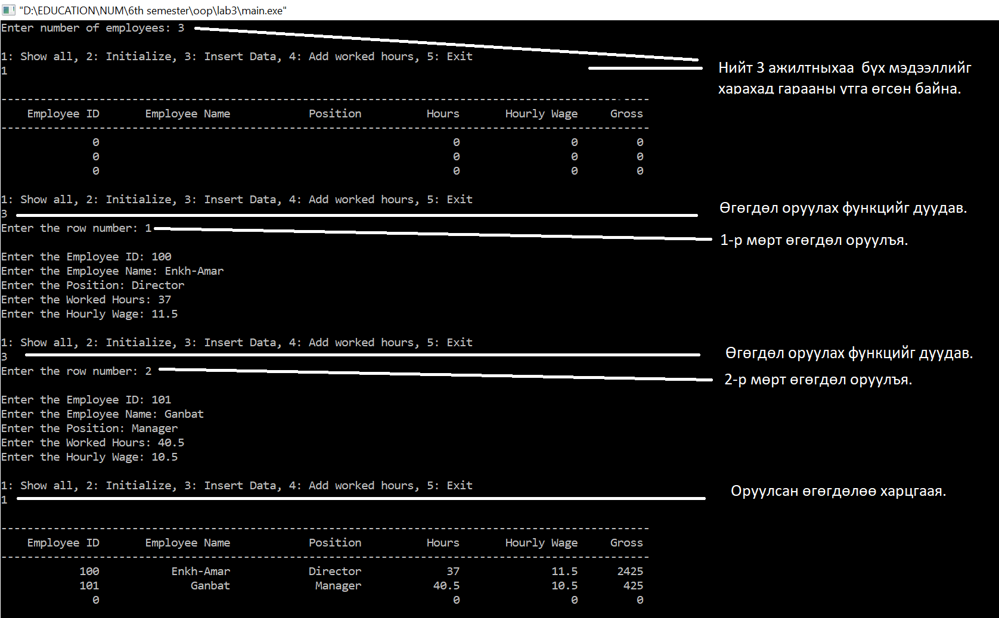 "D:\EDUCATION\NUM\6th semester\oop\lab3\main.exe"
Enter number of employees: 3
1: Show all, 2: Initialize, 3: Insert Data, 4: Add worked hours, 5: Exit
1
Нийт 3 ажилтныхаа бүх мэдээллийг
харахад гарааны утга өгсөн байна.
---------------------------------------------------------------------------------------------------
Employee ID Employee Name Position Hours Hourly Wage Gross
---------------------------------------------------------------------------------------------------
0 0 0 0
0 0 0 0
0 0 0 0
1: Show all, 2: Initialize, 3: Insert Data, 4: Add worked hours, 5: Exit
3
Өгөгдөл оруулах функцийг дуудав.
Enter the row number: 1
1-р мөрт өгөгдөл оруулъя.
Enter the Employee ID: 100
Enter the Employee Name: Enkh-Amar
Enter the Position: Director
Enter the Worked Hours: 37
Enter the Hourly Wage: 11.5
1: Show all, 2: Initialize, 3: Insert Data, 4: Add worked hours, 5: Exit
3
Өгөгдөл оруулах функцийг дуудав.
Enter the row number: 2
2-р мөрт өгөгдөл оруулъя.
Enter the Employee ID: 101
Enter the Employee Name: Ganbat
Enter the Position: Manager
Enter the Worked Hours: 40.5
Enter the Hourly Wage: 10.5
1: Show all, 2: Initialize, 3: Insert Data, 4: Add worked hours, 5: Exit
1
Оруулсан өгөгдөлөө харцгаая.
---------------------------------------------------------------------------------------------------
Employee ID Employee Name Position Hours Hourly Wage Gross
---------------------------------------------------------------------------------------------------
100 Enkh-Amar Director 37 11.5 2425
101 Ganbat Manager 40.5 10.5 425
0 0 0 0